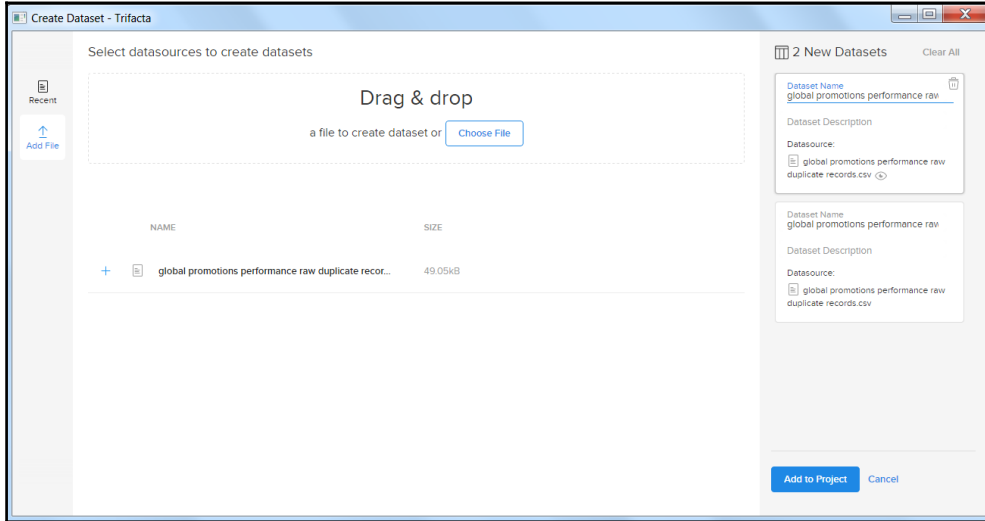 Create Dataset - Trifacta
Select datasources to create datasets
Recent
Add File
Drag & drop
a file to create dataset or Choose File
NAME SIZE
global promotions performance raw duplicate recor... 49.05kB
2 New Datasets Clear All
Dataset Name
global promotions performance raw
Dataset Description
Datasource:
global promotions performance raw
duplicate records.csv
Dataset Name
global promotions performance raw
Dataset Description
Datasource:
global promotions performance raw
duplicate records.csv
Add to Project Cancel